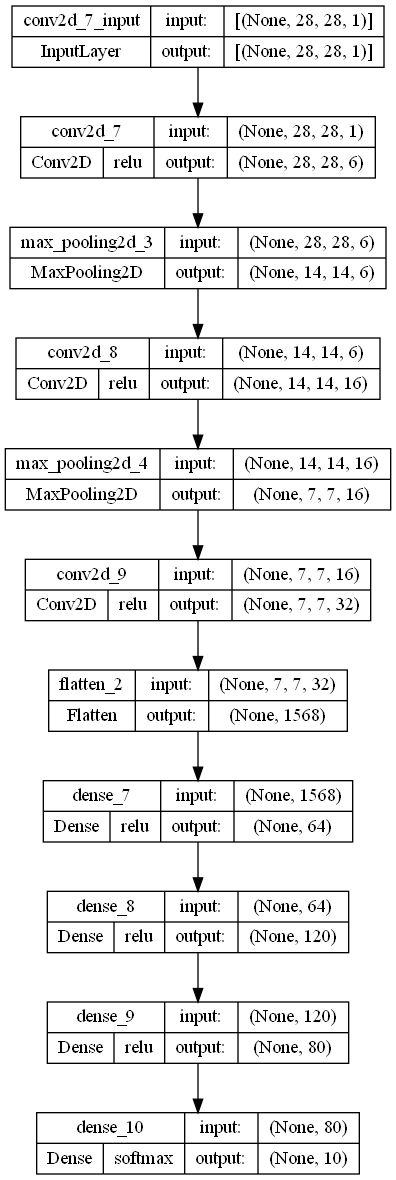 conv2d_7_input input: [(None, 28, 28, 1)]
InputLayer output: [(None, 28, 28, 1)]
conv2d_7 input: (None, 28, 28, 1)
Conv2D relu output: (None, 28, 28, 6)
max_pooling2d_3 input: (None, 28, 28, 6)
MaxPooling2D output: (None, 14, 14, 6)
conv2d_8 input: (None, 14, 14, 6)
Conv2D relu output: (None, 14, 14, 16)
max_pooling2d_4 input: (None, 14, 14, 16)
MaxPooling2D output: (None, 7, 7, 16)
conv2d_9 input: (None, 7, 7, 16)
Conv2D relu output: (None, 7, 7, 32)
flatten_2 input: (None, 7, 7, 32)
Flatten output: (None, 1568)
dense_7 input: (None, 1568)
Dense relu output: (None, 64)
dense_8 input: (None, 64)
Dense relu output: (None, 120)
dense_9 input: (None, 120)
Dense relu output: (None, 80)
dense_10 input: (None, 80)
Dense softmax output: (None, 10)